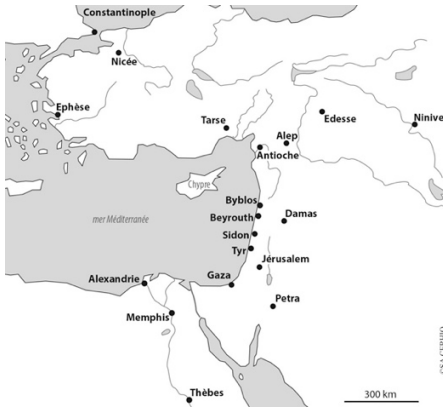 Constantinople
Nicée
Ephèse
Tarse
Edesse
Ninive
Alep
Antioche
Chypre
Byblos
mer Méditerranée
Beyrouth
Damas
Sidon
Tyr
Jérusalem
Alexandrie
Gaza
Petra
Memphis
Thèbes
300 km